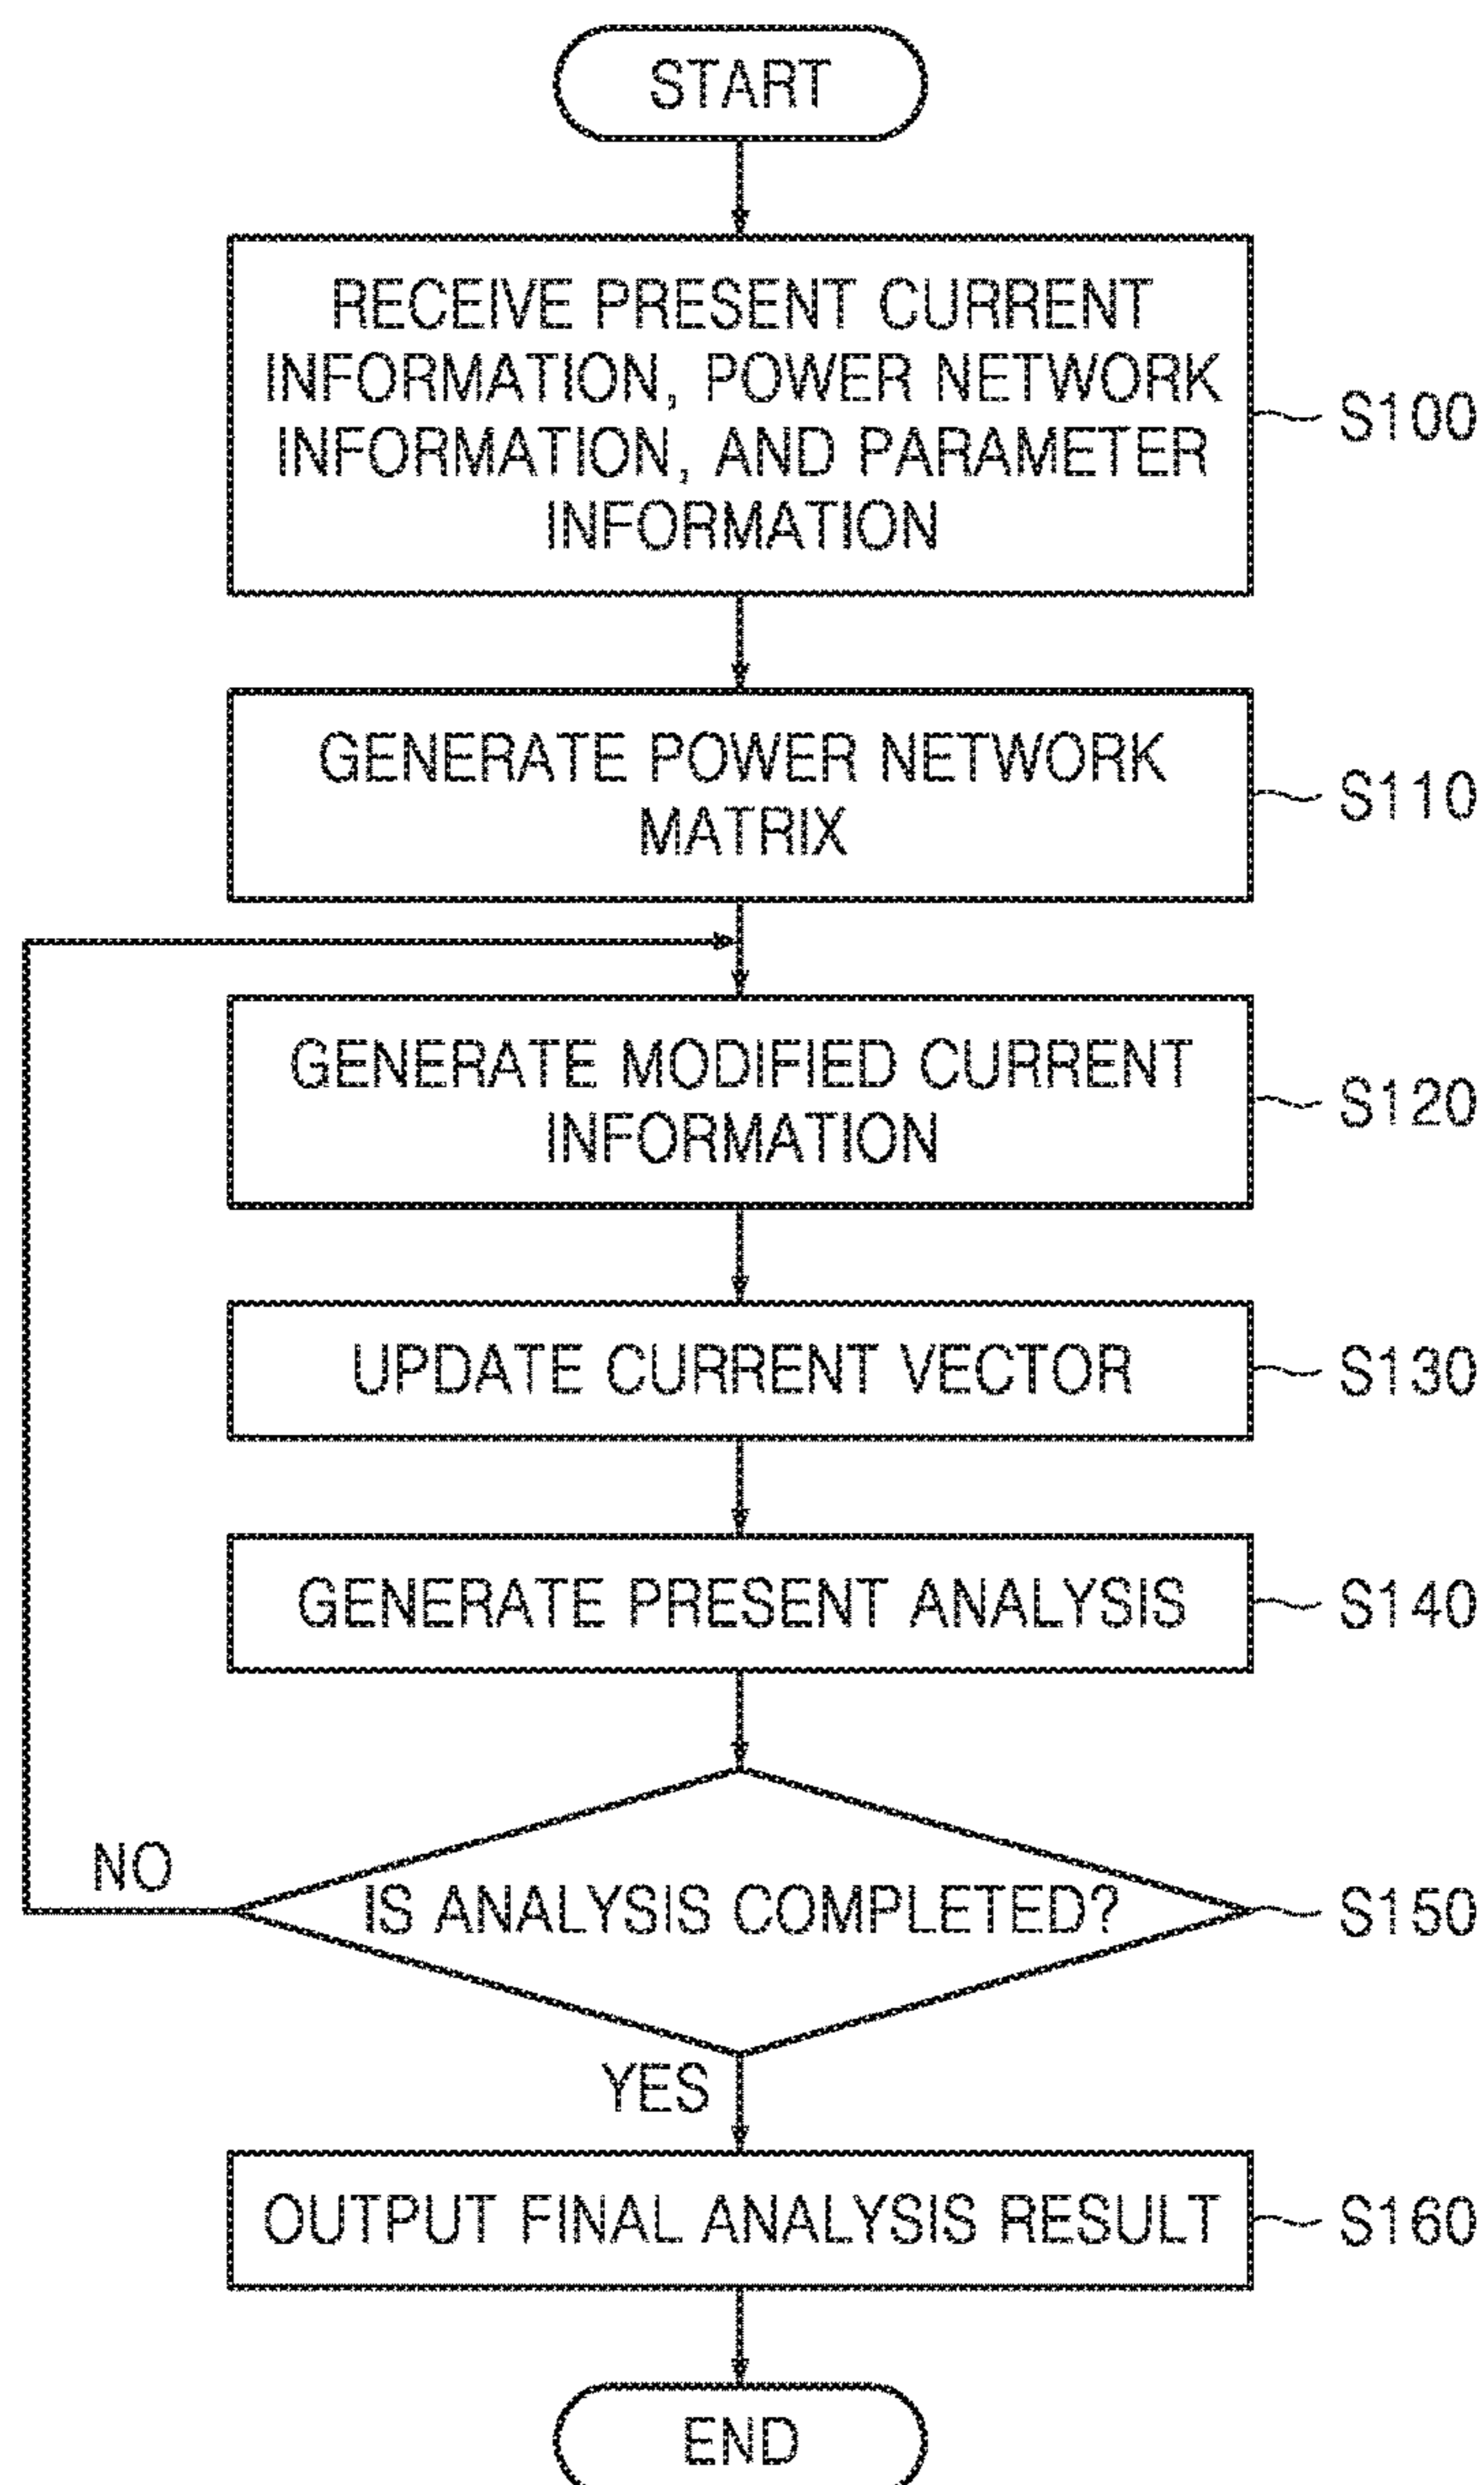 START
RECEIVE PRESENT CURRENT
INFORMATION, POWER NETWORK
INFORMATION, AND PARAMETER
INFORMATION
S100
GENERATE POWER NETWORK
MATRIX
S110
GENERATE MODIFIED CURRENT
INFORMATION
S120
UPDATE CURRENT VECTOR
S130
GENERATE PRESENT ANALYSIS
S140
NO
IS ANALYSIS COMPLETED?
S150
YES
OUTPUT FINAL ANALYSIS RESULT
S160
END